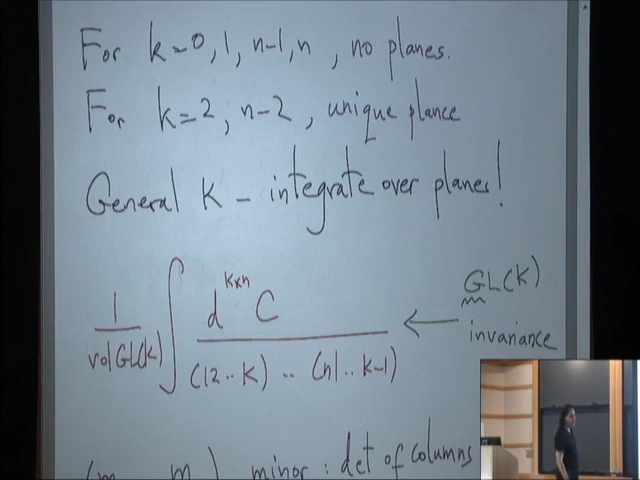 For k=0,1,n-1,n, no planes.
For k=2, n-2, unique plance
General K - integrate over planes!
1/vol GL(k) ∫ d^{k×n} C / (12··k) ·· (n1··k-1) ← GL(k)
invariance
(m m ) minor: det of columns